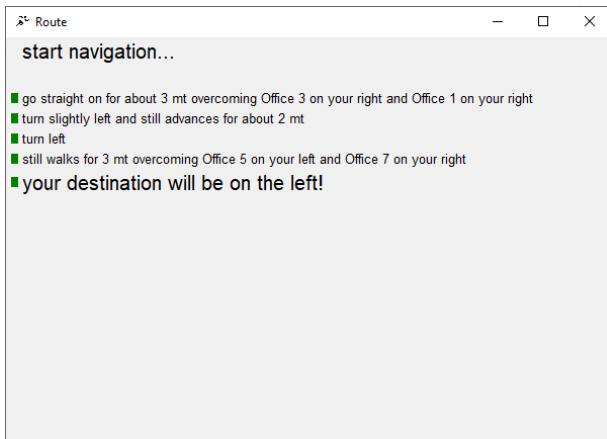 Route
start navigation...
go straight on for about 3 mt overcoming Office 3 on your right and Office 1 on your right
turn slightly left and still advances for about 2 mt
turn left
still walks for 3 mt overcoming Office 5 on your left and Office 7 on your right
your destination will be on the left!